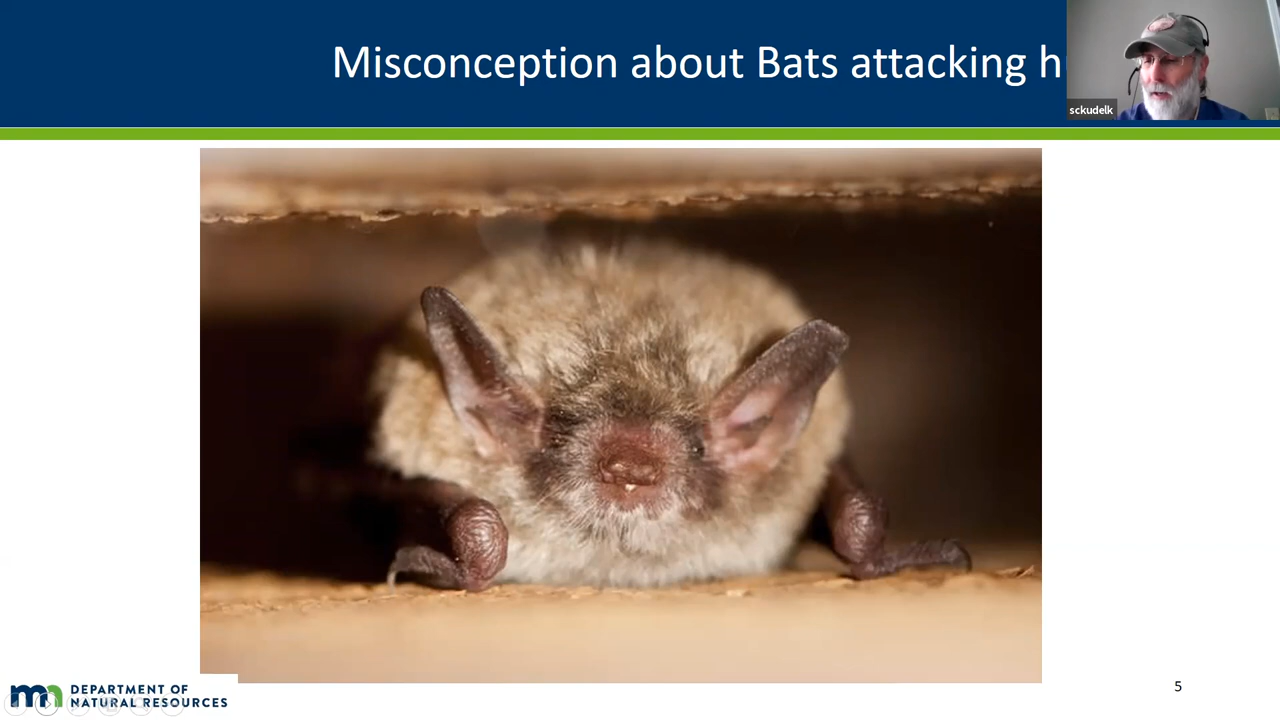 Misconception about Bats attacking h
sckudelk
DEPARTMENT OF
NATURAL RESOURCES
5